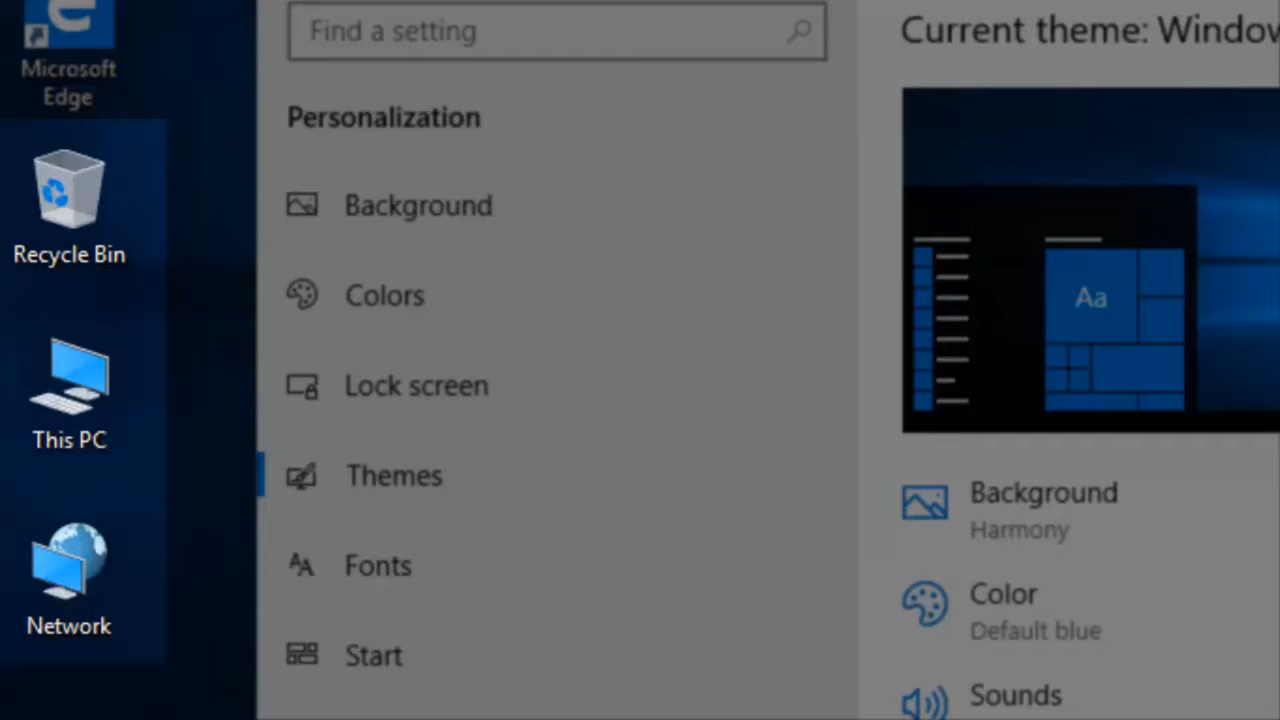 Microsoft
Edge
Recycle Bin
This PC
Network
Find a setting
Personalization
Background
Colors
Lock screen
Themes
Fonts
Start
Current theme: Window
Aa
Background
Harmony
Color
Default blue
Sounds